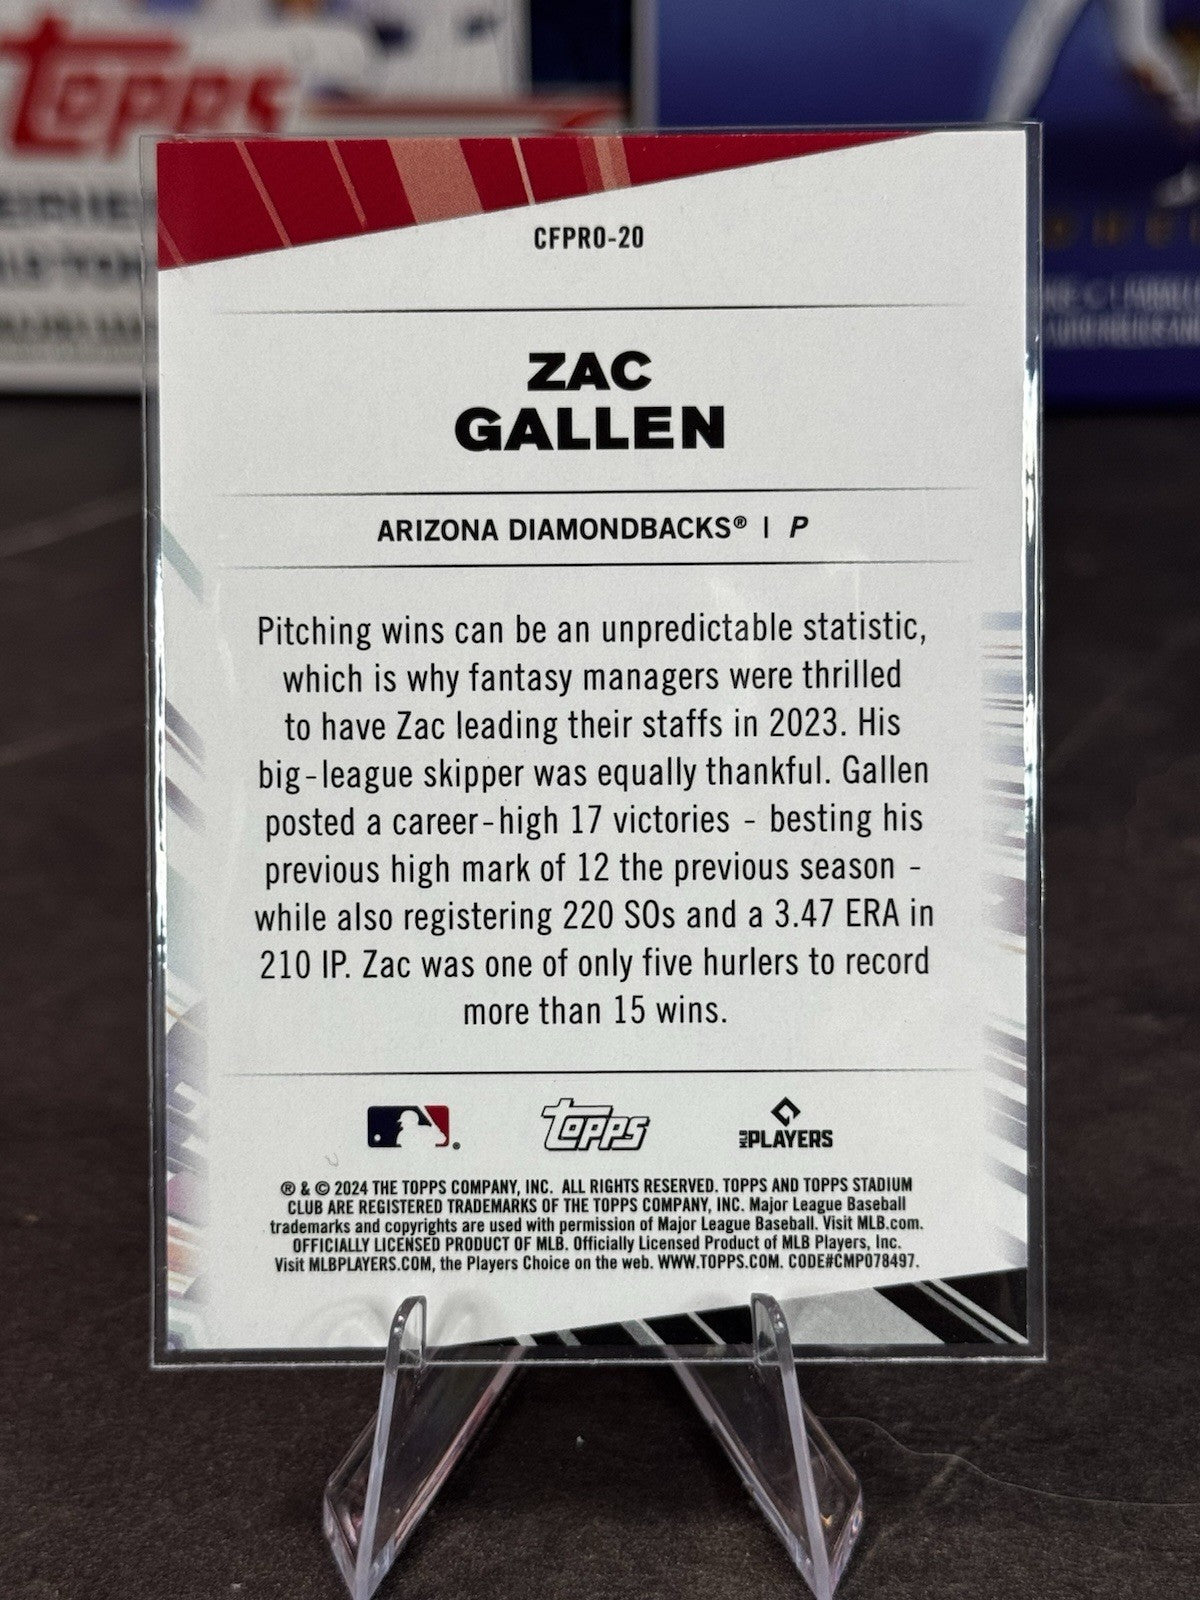 Topps
CFPRO-20
ZAC
GALLEN
ARIZONA DIAMONDBACKS® | P
Pitching wins can be an unpredictable statistic,
which is why fantasy managers were thrilled
to have Zac leading their staffs in 2023. His
big-league skipper was equally thankful. Gallen
posted a career-high 17 victories - besting his
previous high mark of 12 the previous season -
while also registering 220 SOs and a 3.47 ERA in
210 IP. Zac was one of only five hurlers to record
more than 15 wins.
Topps
MLB PLAYERS
® & © 2024 THE TOPPS COMPANY, INC. ALL RIGHTS RESERVED. TOPPS AND TOPPS STADIUM
CLUB ARE REGISTERED TRADEMARKS OF THE TOPPS COMPANY, INC. Major League Baseball
trademarks and copyrights are used with permission of Major League Baseball. Visit MLB.com.
OFFICIALLY LICENSED PRODUCT OF MLB. Officially Licensed Product of MLB Players, Inc.
Visit MLBPLAYERS.COM, the Players Choice on the web. WWW.TOPPS.COM. CODE#CMP078497.